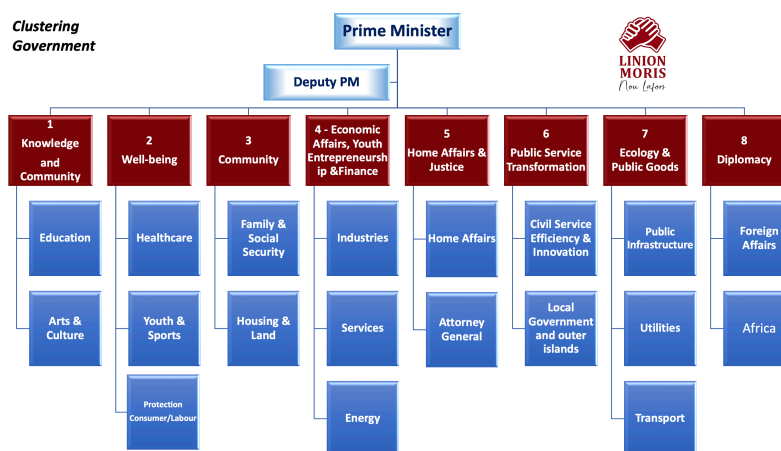 Clustering
Government
Prime Minister
LINION
MORIS
Nou Lafors
Deputy PM
1
Knowledge
and
Community
2
Well-being
3
Community
4 - Economic
Affairs, Youth
Entrepreneursh
ip &Finance
5
Home Affairs &
Justice
6
Public Service
Transformation
7
Ecology &
Public Goods
8
Diplomacy
Education
Healthcare
Family &
Social
Security
Industries
Home Affairs
Civil Service
Efficiency &
Innovation
Public
Infrastructure
Foreign
Affairs
Arts &
Culture
Youth &
Sports
Housing &
Land
Services
Attorney
General
Local
Government
and outer
islands
Utilities
Africa
Protection
Consumer/Labour
Energy
Transport